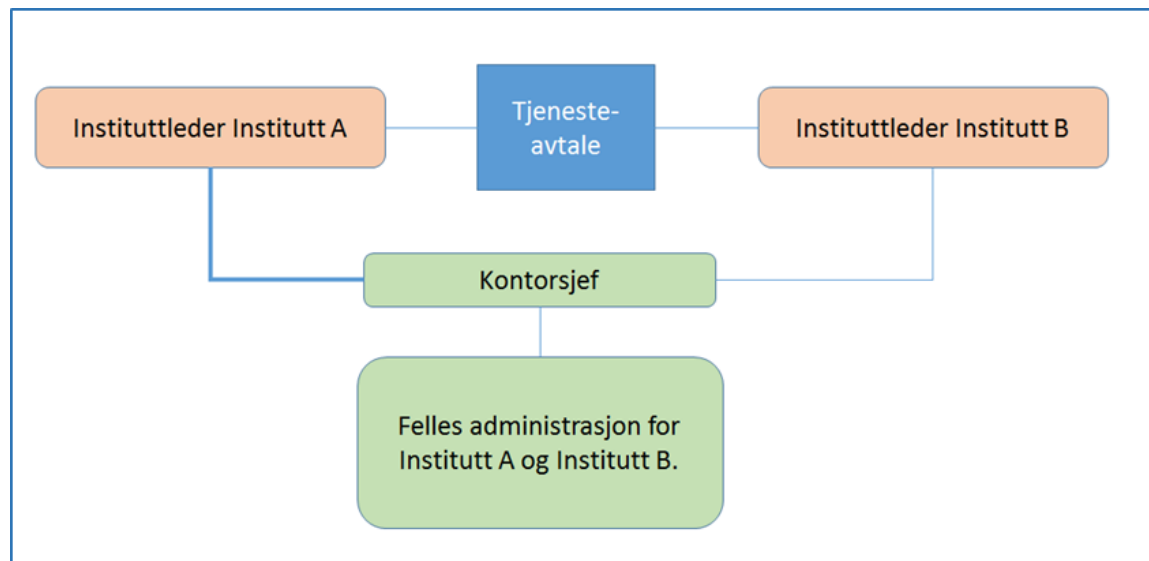 Instituttleder Institutt A
Tjeneste-
avtale
Instituttleder Institutt B
Kontorsjef
Felles administrasjon for
Institutt A og Institutt B.